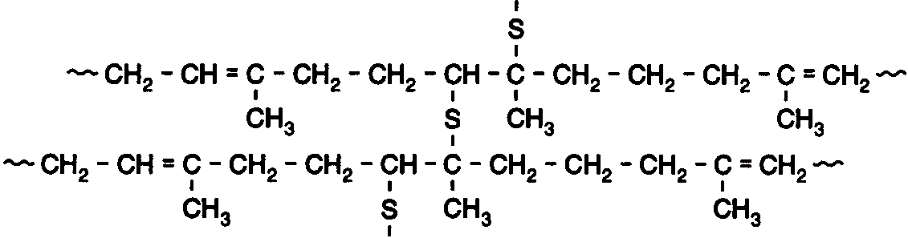 S
~ CH₂ - CH = C - CH₂ - CH₂ - CH - C - CH₂ - CH₂ - CH₂ - C = CH₂ ~
CH₃ S CH₃ CH₃
~ CH₂ - CH = C - CH₂ - CH₂ - CH - C - CH₂ - CH₂ - CH₂ - C = CH₂ ~
CH₃ S CH₃ CH₃